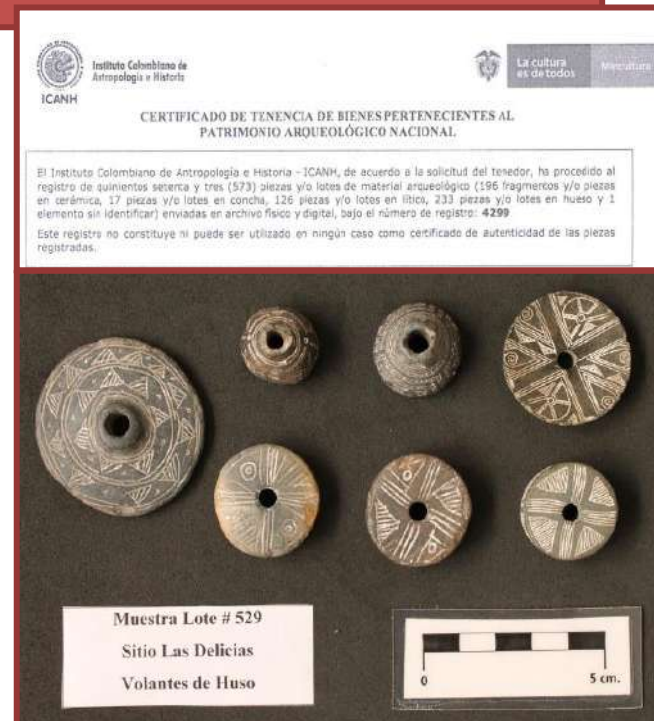 ICANH
Instituto Colombiano de
Antropología e Historia
La cultura
es de todos
Mincultura
CERTIFICADO DE TENENCIA DE BIENES PERTENECIENTES AL
PATRIMONIO ARQUEOLÓGICO NACIONAL
El Instituto Colombiano de Antropología e Historia - ICANH, de acuerdo a la solicitud del tenedor, ha procedido al
registro de quinientos seterca y tres (573) piezas y/o lotes de material arqueológico (196 fragmercos y/o piezas
en cerámica, 17 piezas y/o lotes en concha, 126 piezas y/o lotes en lítico, 233 piezas y/o lotes en hueso y 1
elemento sin identificar) enviadas en archivo físico y digital, bajo el número de registro: 4299
Este registro no constituye ni puede ser utilizado en ningún caso como certificado de autenticidad de las piezas
registradas.
Muestra Lote # 529
Sitio Las Delicias
Volantes de Huso
0 5 cm.